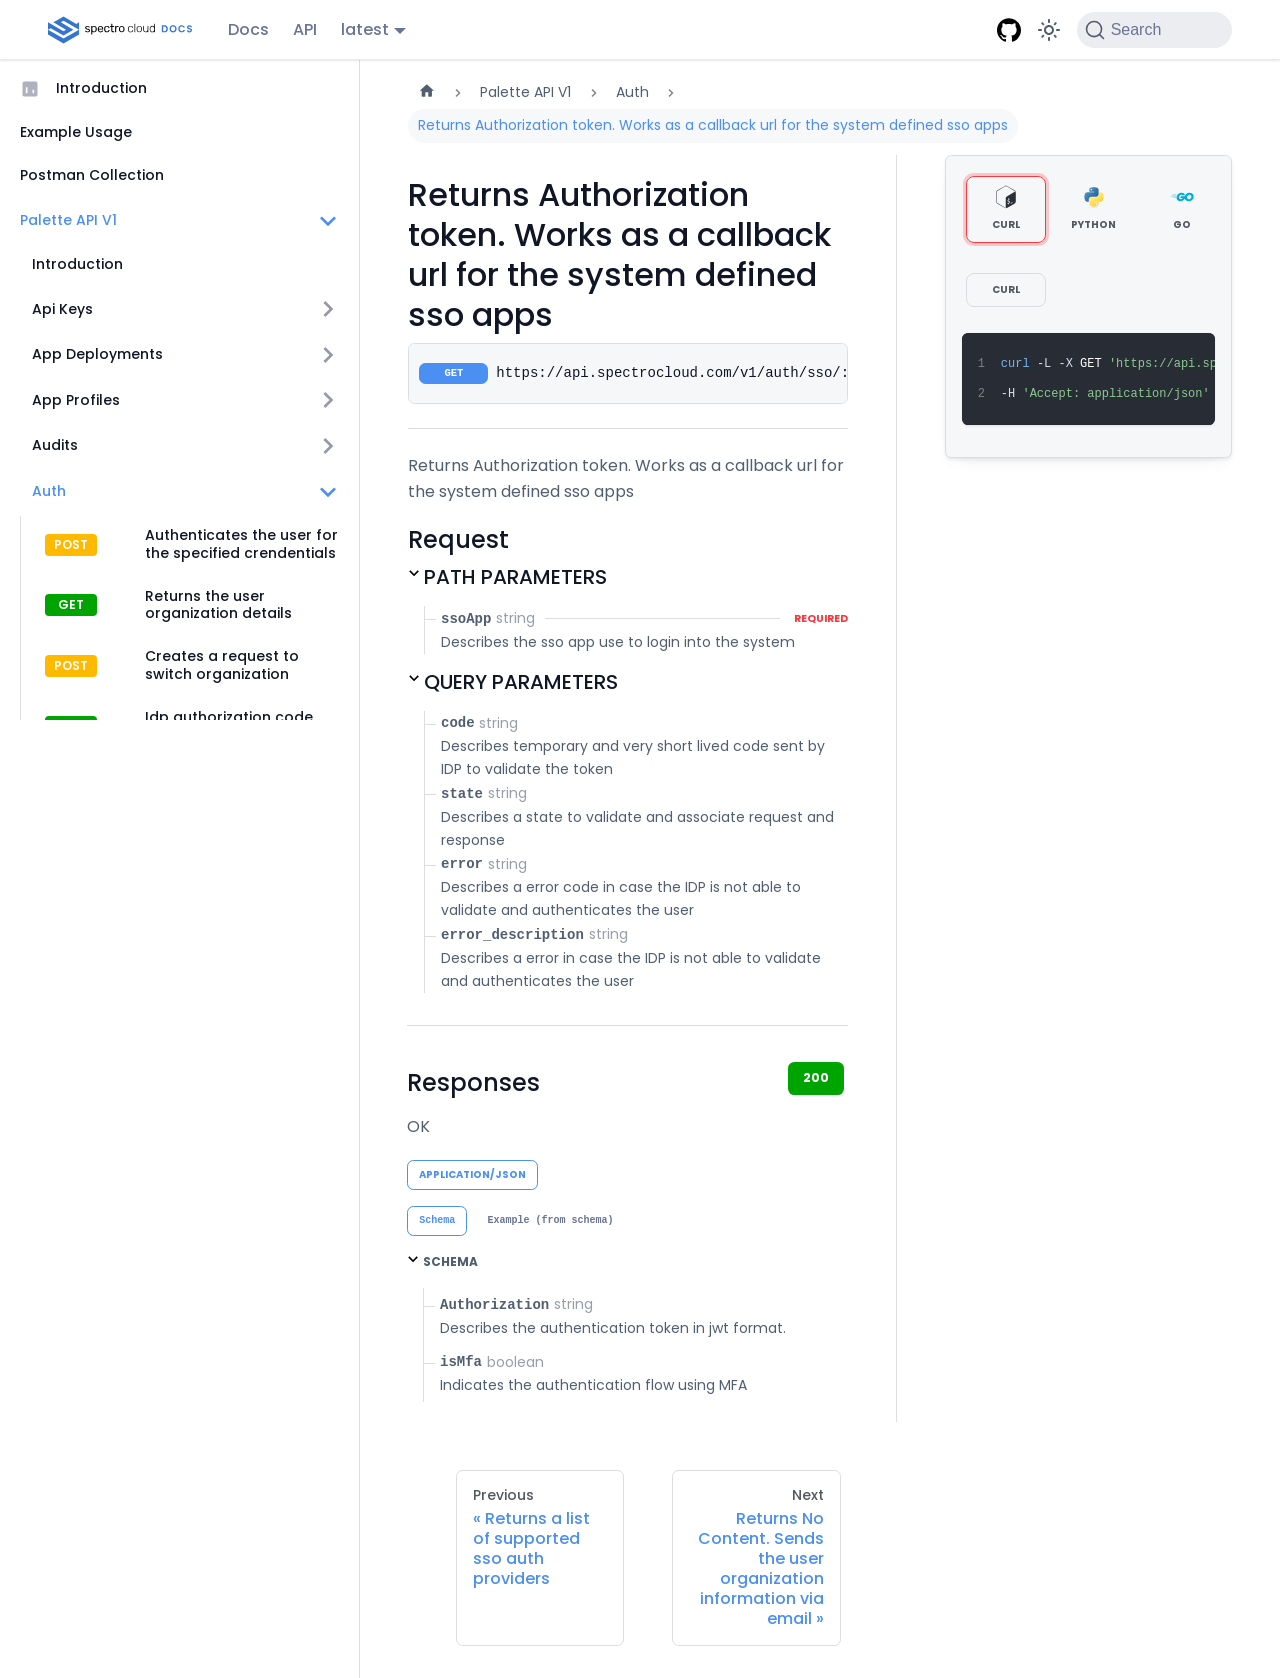 spectro cloud DOCS Docs API latest Search
Introduction
Example Usage
Postman Collection
Palette API V1
Introduction
Api Keys
App Deployments
App Profiles
Audits
Auth
POST Authenticates the user for
the specified crendentials
GET Returns the user
organization details
POST Creates a request to
switch organization
Idp authorization code
Palette API V1 Auth
Returns Authorization token. Works as a callback url for the system defined sso apps
Returns Authorization
token. Works as a callback
url for the system defined
sso apps
GET https://api.spectrocloud.com/v1/auth/sso/:
Returns Authorization token. Works as a callback url for
the system defined sso apps
Request
PATH PARAMETERS
ssoApp string REQUIRED
Describes the sso app use to login into the system
QUERY PARAMETERS
code string
Describes temporary and very short lived code sent by
IDP to validate the token
state string
Describes a state to validate and associate request and
response
error string
Describes a error code in case the IDP is not able to
validate and authenticates the user
error_description string
Describes a error in case the IDP is not able to validate
and authenticates the user
Responses 200
OK
APPLICATION/JSON
Schema Example (from schema)
SCHEMA
Authorization string
Describes the authentication token in jwt format.
isMfa boolean
Indicates the authentication flow using MFA
CURL PYTHON GO
CURL
1 curl -L -X GET 'https://api.sp
2 -H 'Accept: application/json'
Previous
« Returns a list
of supported
sso auth
providers
Next
Returns No
Content. Sends
the user
organization
information via
email »